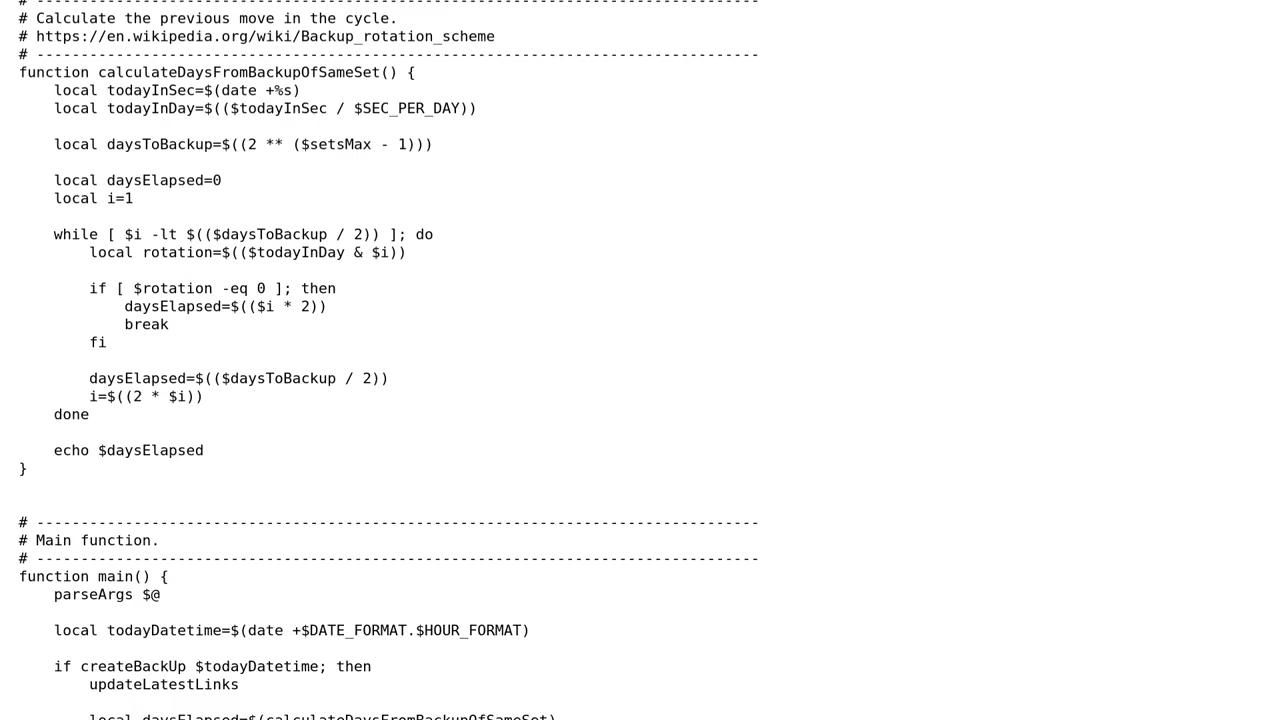 # ----------------------------------------------------------------------------------
# Calculate the previous move in the cycle.
# https://en.wikipedia.org/wiki/Backup_rotation_scheme
# ----------------------------------------------------------------------------------
function calculateDaysFromBackupOfSameSet() {
    local todayInSec=$(date +%s)
    local todayInDay=$(($todayInSec / $SEC_PER_DAY))

    local daysToBackup=$((2 ** ($setsMax - 1)))

    local daysElapsed=0
    local i=1

    while [ $i -lt $(($daysToBackup / 2)) ]; do
        local rotation=$(($todayInDay & $i))

        if [ $rotation -eq 0 ]; then
            daysElapsed=$(($i * 2))
            break
        fi

        daysElapsed=$(($daysToBackup / 2))
        i=$((2 * $i))
    done

    echo $daysElapsed
}


# ----------------------------------------------------------------------------------
# Main function.
# ----------------------------------------------------------------------------------
function main() {
    parseArgs $@

    local todayDatetime=$(date +$DATE_FORMAT.$HOUR_FORMAT)

    if createBackUp $todayDatetime; then
        updateLatestLinks

        local daysElapsed=$(calculateDaysFromBackupOfSameSet)